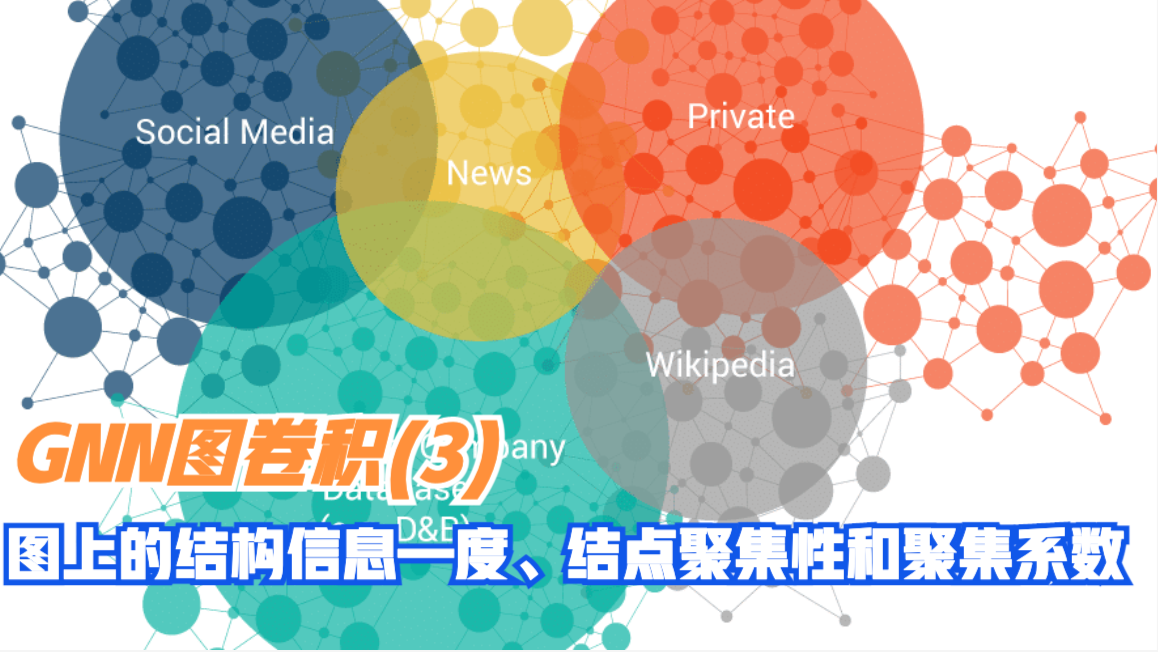 Social Media
News
Private
Wikipedia
GNN图卷积(3)
图上的结构信息—度、结点聚集性和聚集系数